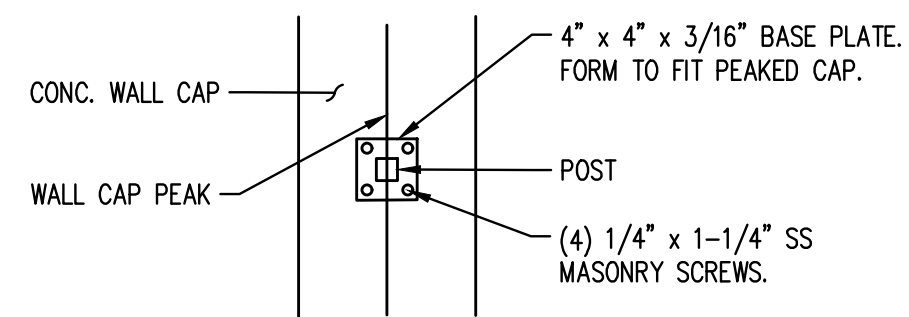 CONC. WALL CAP
WALL CAP PEAK
4" x 4" x 3/16" BASE PLATE.
FORM TO FIT PEAKED CAP.
POST
(4) 1/4" x 1-1/4" SS
MASONRY SCREWS.